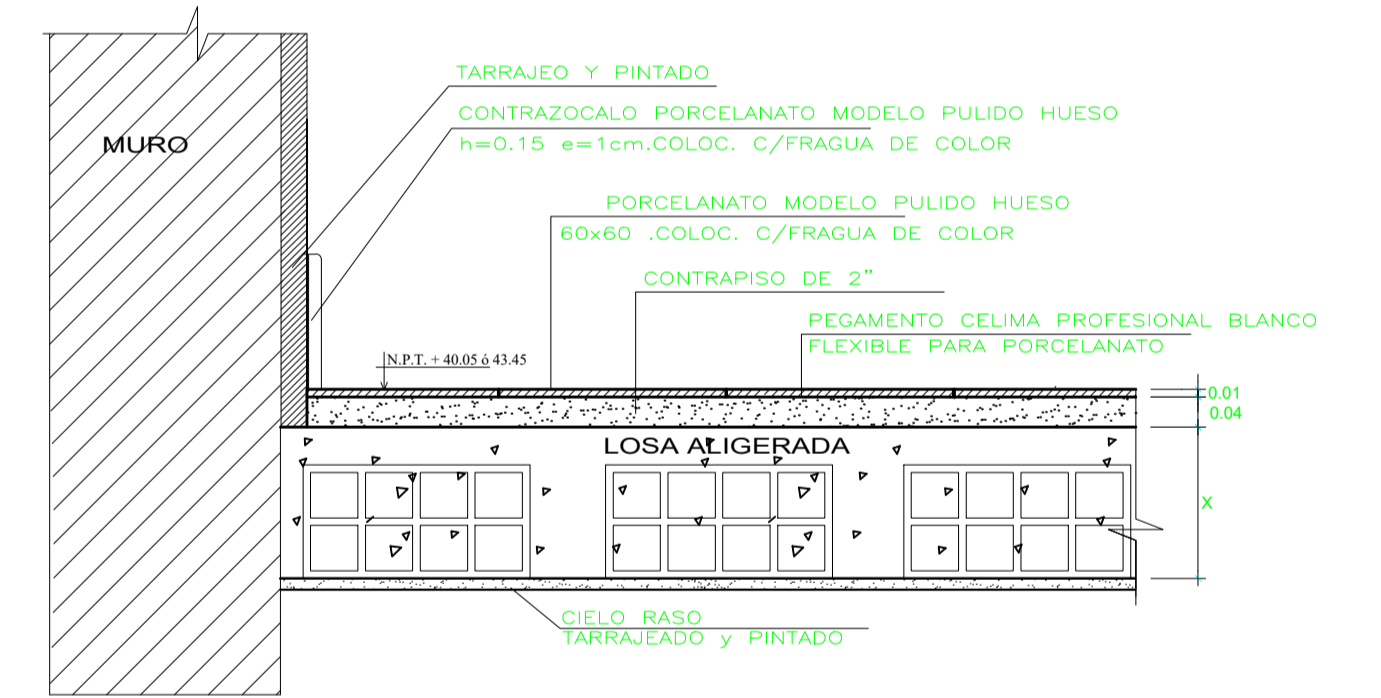 TARRAJEO Y PINTADO
MURO
CONTRAZOCALO PORCELANATO MODELO PULIDO HUESO
h=0.15 e=1cm.COLOC. C/FRAGUA DE COLOR
PORCELANATO MODELO PULIDO HUESO
60x60 .COLOC. C/FRAGUA DE COLOR
CONTRAPISO DE 2"
PEGAMENTO CELIMA PROFESIONAL BLANCO
FLEXIBLE PARA PORCELANATO
N.P.T. + 40.05 ó 43.45
0.01
0.04
LOSA ALIGERADA
X
CIELO RASO
TARRAJEADO y PINTADO